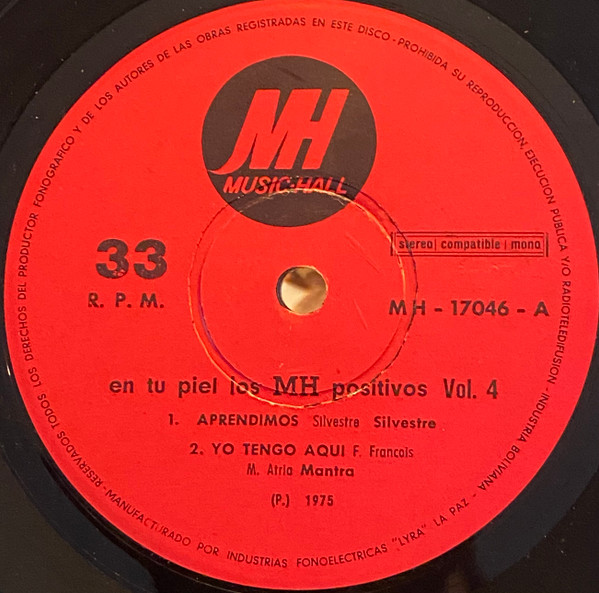 RESERVADOS TODOS LOS DERECHOS DEL PRODUCTOR FONOGRAFICO Y DE LOS AUTORES DE LAS OBRAS REGISTRADAS EN ESTE DISCO - PROHIBIDA SU REPRODUCCION, EJECUCION PUBLICA Y/O RADIOTELEDIFUSION - INDUSTRIA BOLIVIANA
MH
MUSIC-HALL
33
R. P. M.
stereo | compatible | mono
MH - 17046 - A
en tu piel los MH positivos Vol. 4
1. APRENDIMOS Silvestre Silvestre
2. YO TENGO AQUI F. Francois
M. Atria Mantra
(P.) 1975
- MANUFACTURADO POR INDUSTRIAS FONOELECTRICAS "LYRA" LA PAZ -